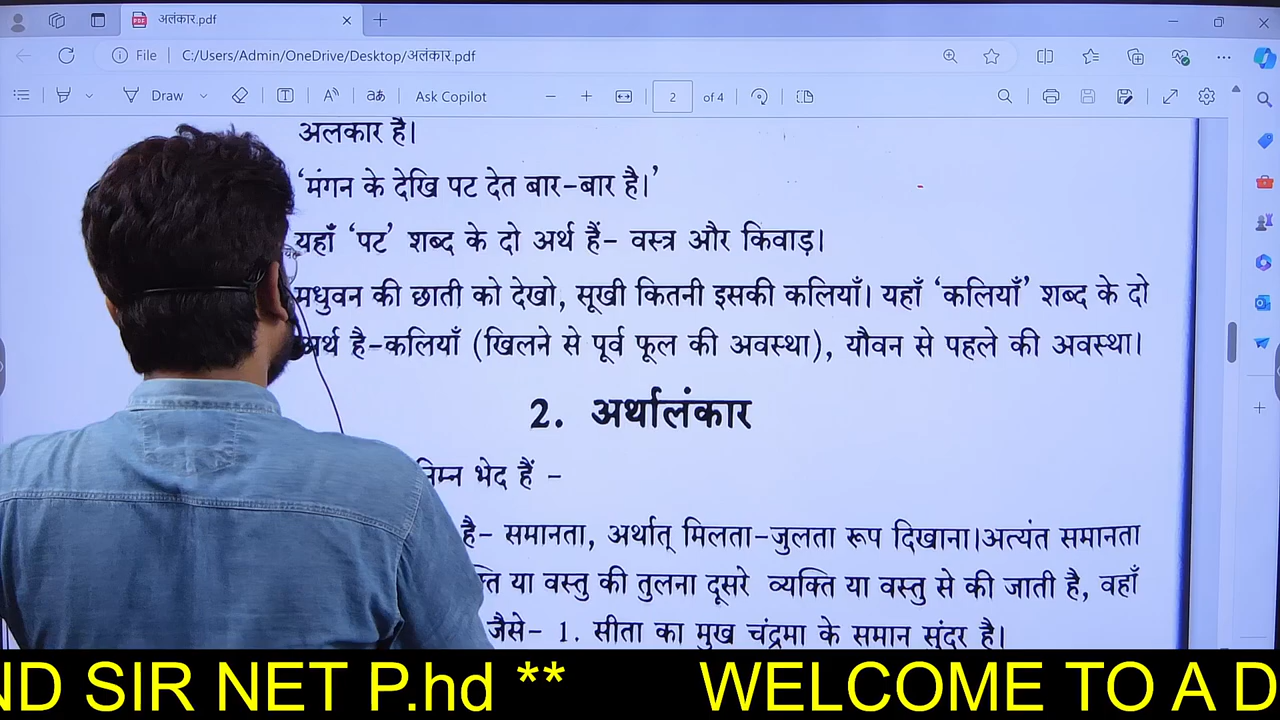 अलंकार.pdf
File C:/Users/Admin/OneDrive/Desktop/अलंकार.pdf
Draw Ask Copilot 2 of 4
अलकार है।
‘मंगन के देखि पट देत बार-बार है।’
यहाँ ‘पट’ शब्द के दो अर्थ हैं- वस्त्र और किवाड़।
मधुवन की छाती को देखो, सूखी कितनी इसकी कलियाँ। यहाँ ‘कलियाँ’ शब्द के दो
अर्थ है-कलियाँ (खिलने से पूर्व फूल की अवस्था), यौवन से पहले की अवस्था।
2. अर्थालंकार
निम्न भेद हैं -
है- समानता, अर्थात् मिलता-जुलता रूप दिखाना।अत्यंत समानता
या वस्तु की तुलना दूसरे व्यक्ति या वस्तु से की जाती है, वहाँ
जैसे- 1. सीता का मुख चंद्रमा के समान सुंदर है।
ND SIR NET P.hd ** WELCOME TO A D